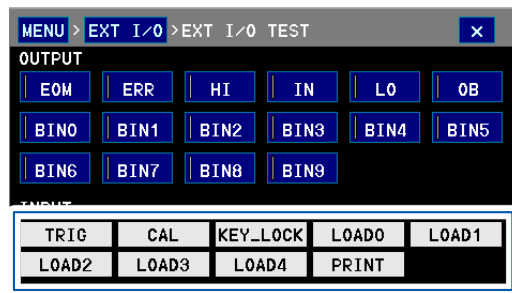 MENU > EXT I/O > EXT I/O TEST ×
OUTPUT
EOM ERR HI IN LO OB
BIN0 BIN1 BIN2 BIN3 BIN4 BIN5
BIN6 BIN7 BIN8 BIN9
INPUT
TRIG CAL KEY_LOCK LOAD0 LOAD1
LOAD2 LOAD3 LOAD4 PRINT